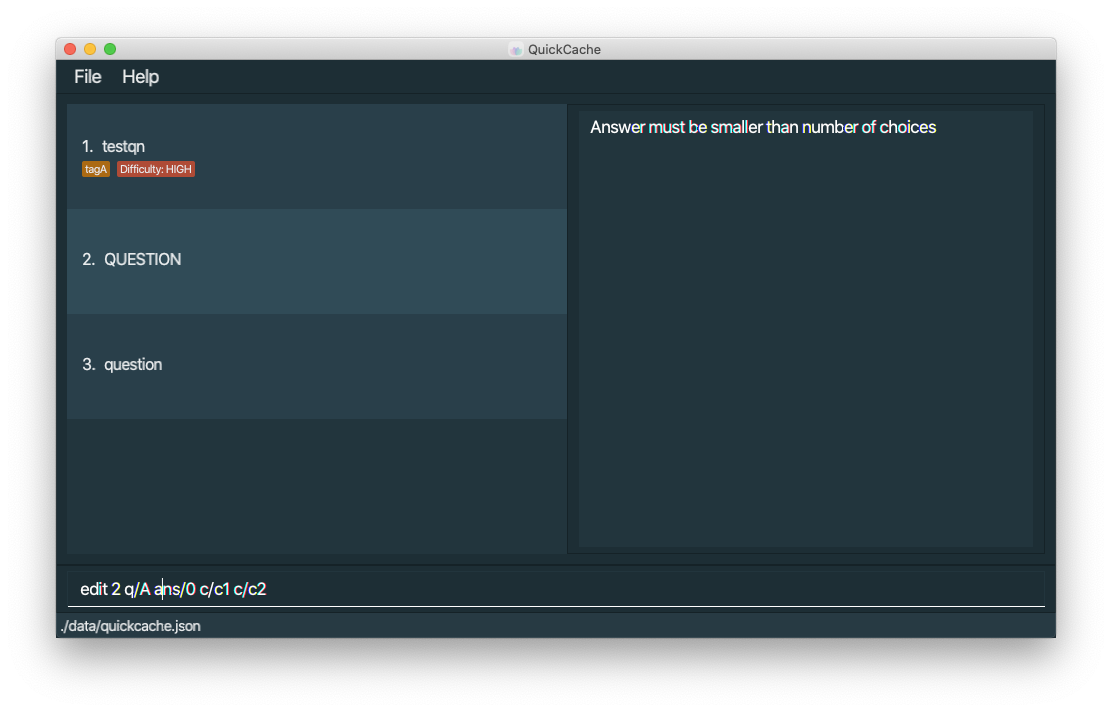 QuickCache
File Help
1. testqn
tagA Difficulty: HIGH
2. QUESTION
3. question
Answer must be smaller than number of choices
edit 2 q/A ans/0 c/c1 c/c2
./data/quickcache.json